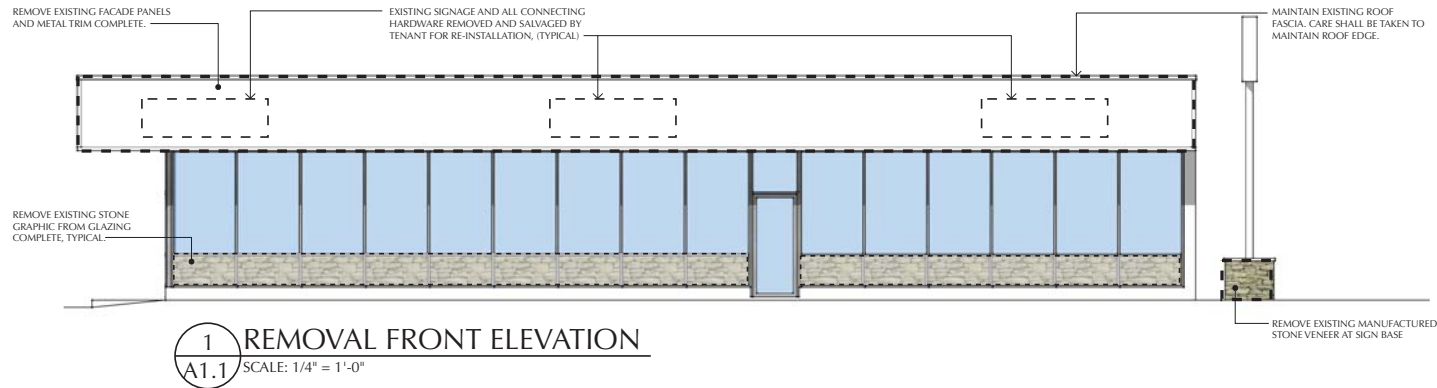 REMOVE EXISTING FACADE PANELS
AND METAL TRIM COMPLETE.
EXISTING SIGNAGE AND ALL CONNECTING
HARDWARE REMOVED AND SALVAGED BY
TENANT FOR RE-INSTALLATION, (TYPICAL)
MAINTAIN EXISTING ROOF
FASCIA. CARE SHALL BE TAKEN TO
MAINTAIN ROOF EDGE.
REMOVE EXISTING STONE
GRAPHIC FROM GLAZING
COMPLETE, TYPICAL.
REMOVE EXISTING MANUFACTURED
STONE VENEER AT SIGN BASE
1
A1.1
REMOVAL FRONT ELEVATION
SCALE: 1/4" = 1'-0"